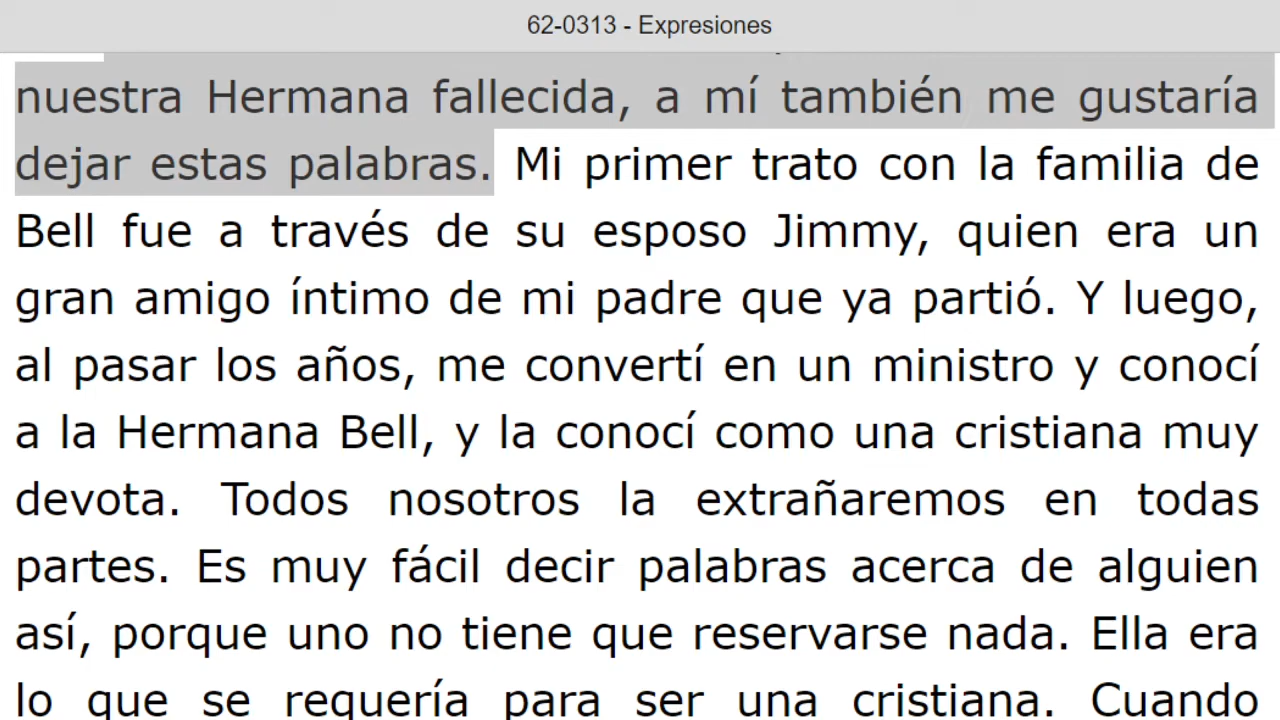 62-0313 - Expresiones
nuestra Hermana fallecida, a mí también me gustaría
dejar estas palabras. Mi primer trato con la familia de
Bell fue a través de su esposo Jimmy, quien era un
gran amigo íntimo de mi padre que ya partió. Y luego,
al pasar los años, me convertí en un ministro y conocí
a la Hermana Bell, y la conocí como una cristiana muy
devota. Todos nosotros la extrañaremos en todas
partes. Es muy fácil decir palabras acerca de alguien
así, porque uno no tiene que reservarse nada. Ella era
lo que se requería para ser una cristiana. Cuando